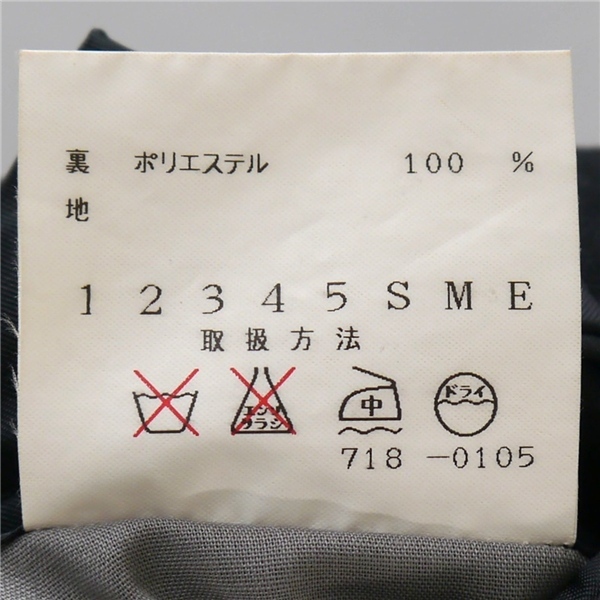 裏地 ポリエステル 100 %
1 2 3 4 5 S M E
取扱方法
エンソ
サラシ
中
ドライ
718 -0105